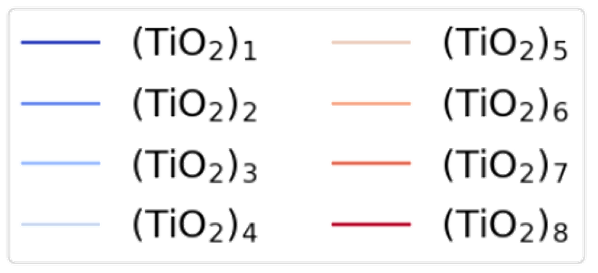 (TiO₂)₁
(TiO₂)₂
(TiO₂)₃
(TiO₂)₄
(TiO₂)₅
(TiO₂)₆
(TiO₂)₇
(TiO₂)₈